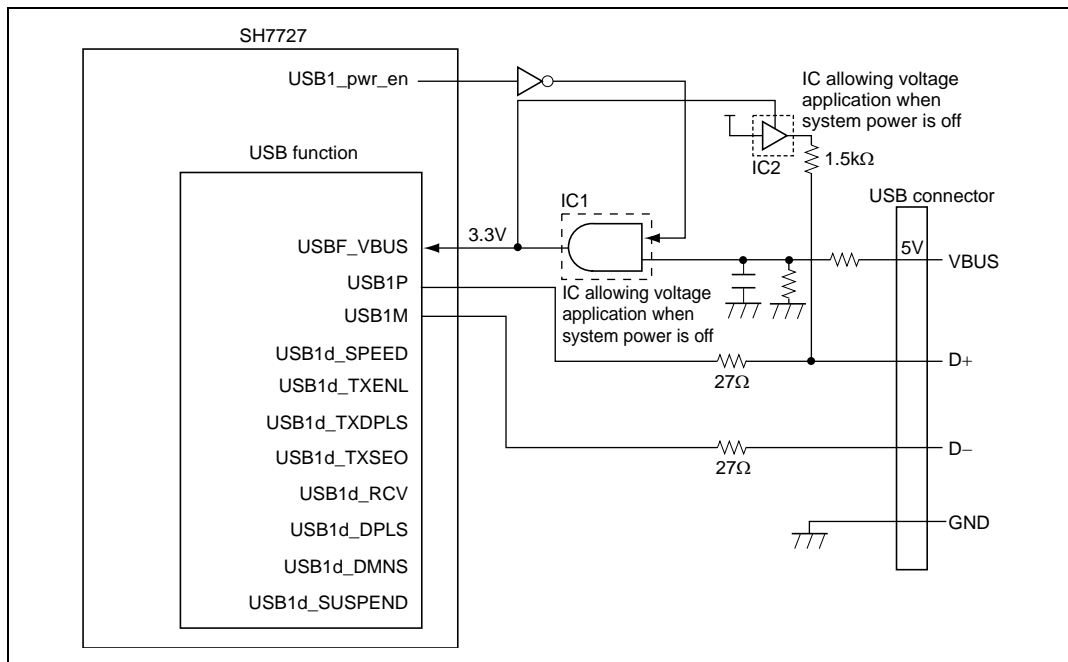 SH7727
USB1_pwr_en
IC allowing voltage
application when
system power is off
IC2
1.5kΩ
USB function
USB connector
IC1
3.3V
5V
USBF_VBUS
VBUS
USB1P
IC allowing voltage
application when
system power is off
USB1M
USB1d_SPEED
D+
27Ω
USB1d_TXENL
USB1d_TXDPLS
USB1d_TXSEO
D−
27Ω
USB1d_RCV
USB1d_DPLS
GND
USB1d_DMNS
USB1d_SUSPEND